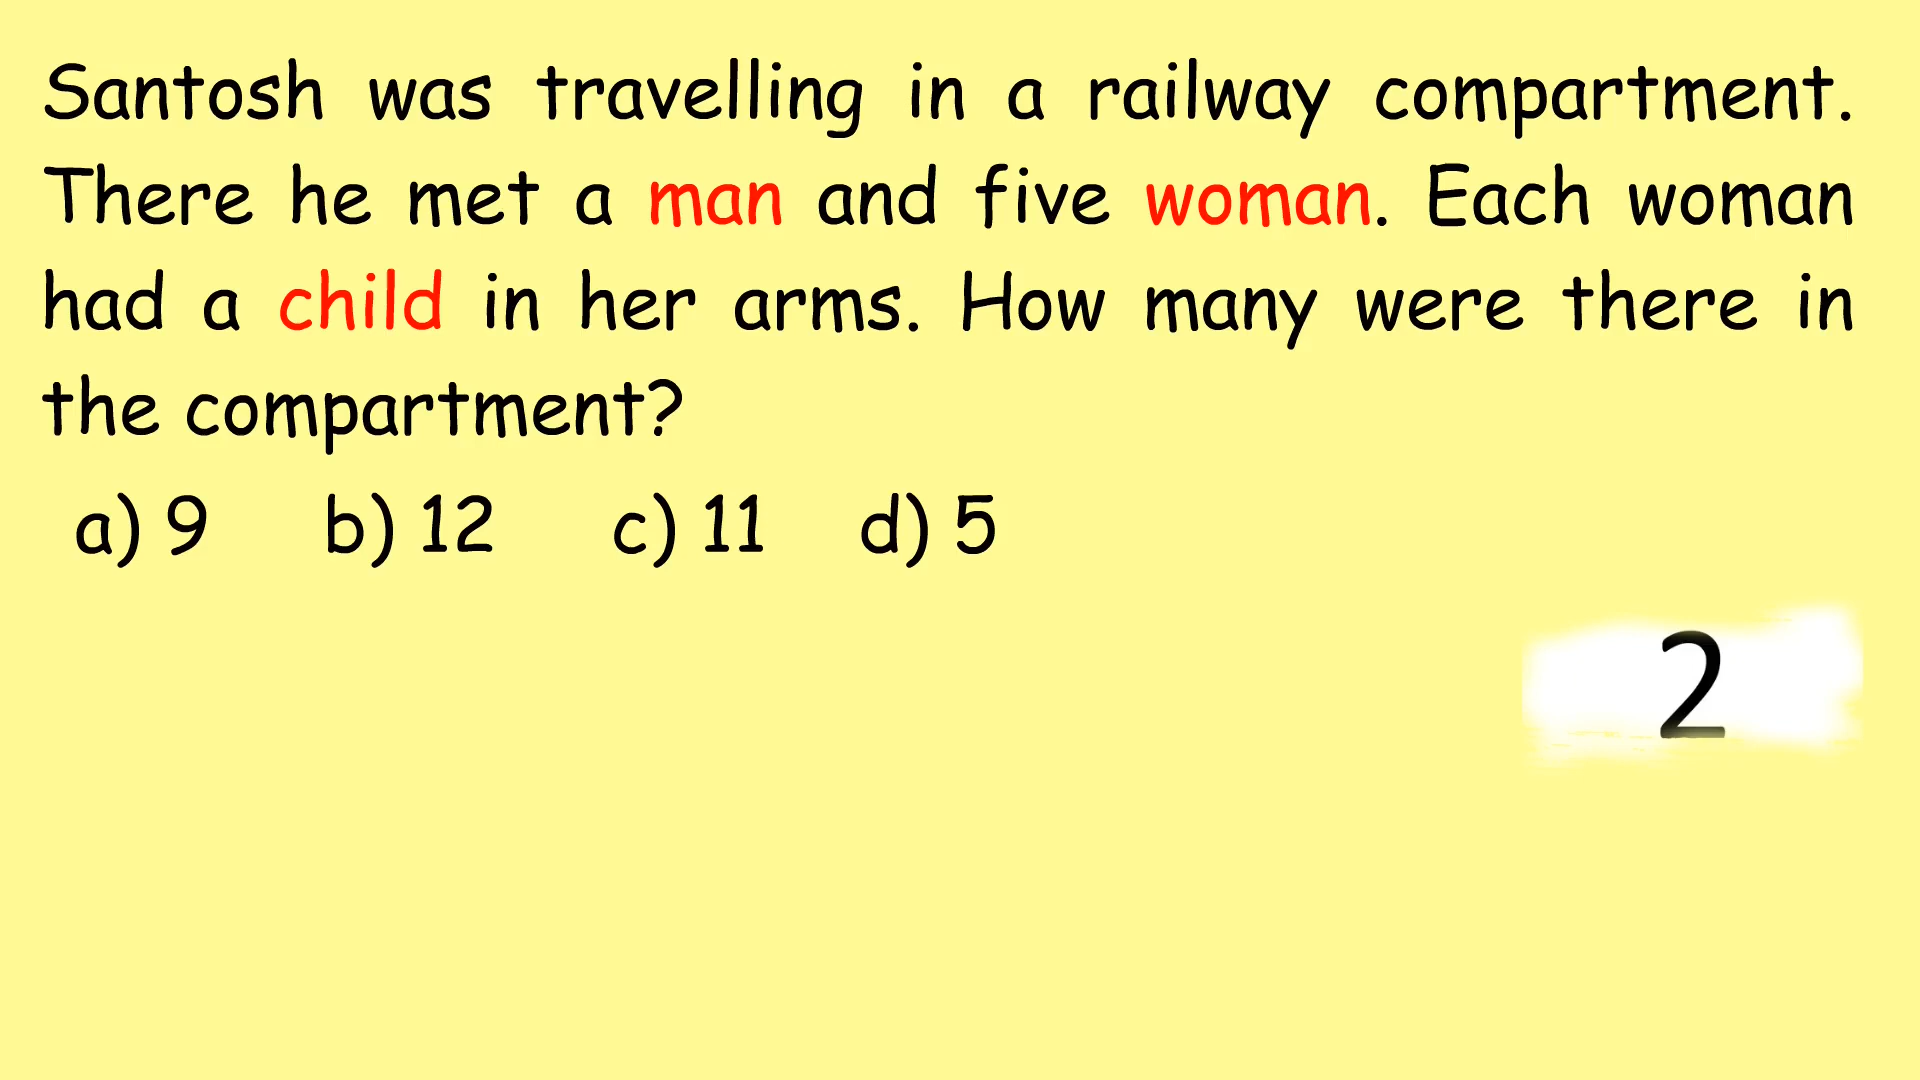 Santosh was travelling in a railway compartment.
There he met a man and five woman. Each woman
had a child in her arms. How many were there in
the compartment?
a) 9 b) 12 c) 11 d) 5
2